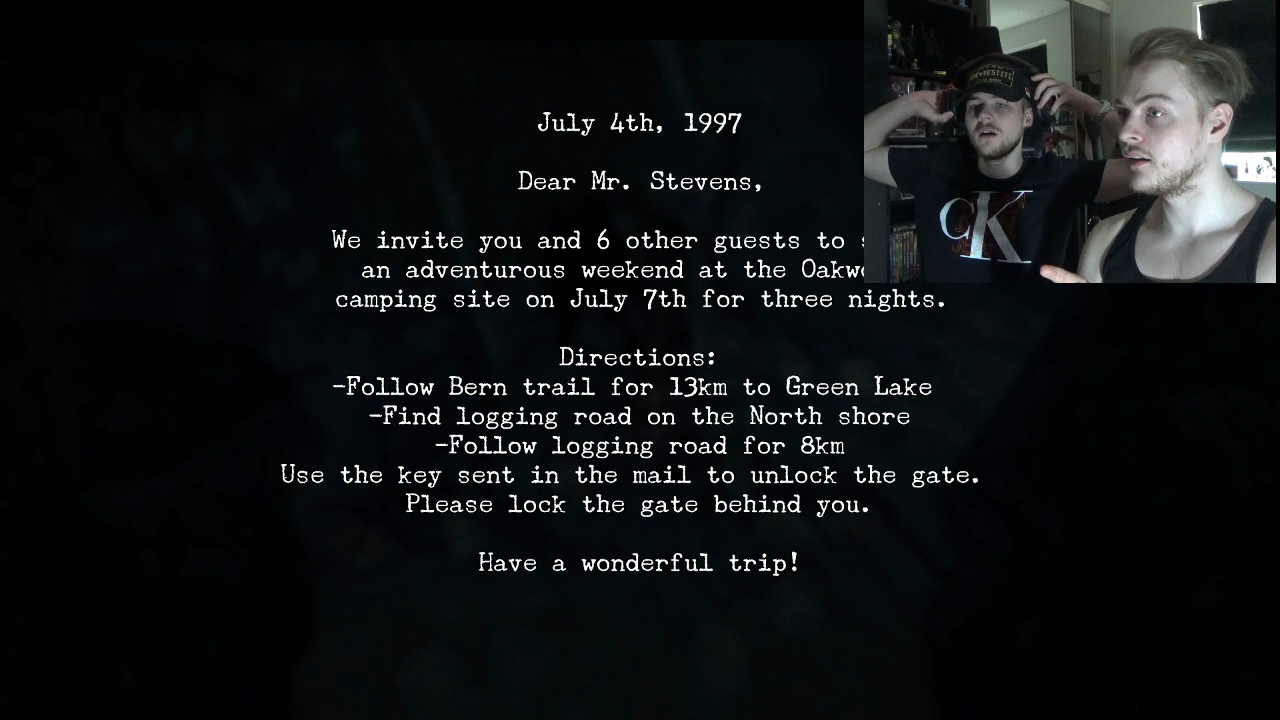 July 4th, 1997
Dear Mr. Stevens,
We invite you and 6 other guests to
an adventurous weekend at the
camping site on July 7th for three nights.
Directions:
-Follow Bern trail for 13km to Green Lake
-Find logging road on the North shore
-Follow logging road for 8km
Use the key sent in the mail to unlock the gate.
Please lock the gate behind you.
Have a wonderful trip!
CK